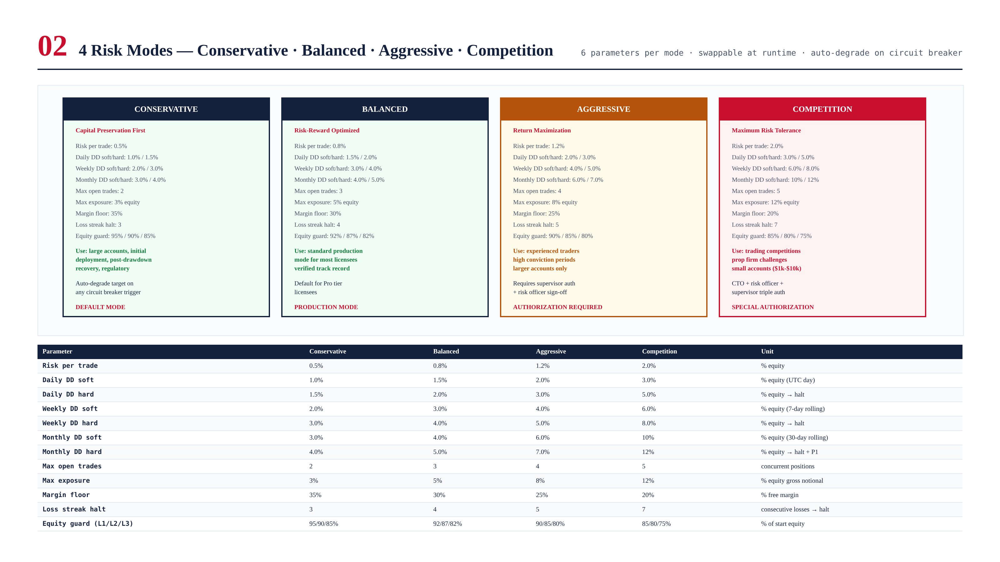 02 4 Risk Modes — Conservative · Balanced · Aggressive · Competition 6 parameters per mode · swappable at runtime · auto-degrade on circuit breaker
CONSERVATIVE
Capital Preservation First
Risk per trade: 0.5%
Daily DD soft/hard: 1.0% / 1.5%
Weekly DD soft/hard: 2.0% / 3.0%
Monthly DD soft/hard: 3.0% / 4.0%
Max open trades: 2
Max exposure: 3% equity
Margin floor: 35%
Loss streak halt: 3
Equity guard: 95% / 90% / 85%
Use: large accounts, initial
deployment, post-drawdown
recovery, regulatory
Auto-degrade target on
any circuit breaker trigger
DEFAULT MODE
BALANCED
Risk-Reward Optimized
Risk per trade: 0.8%
Daily DD soft/hard: 1.5% / 2.0%
Weekly DD soft/hard: 3.0% / 4.0%
Monthly DD soft/hard: 4.0% / 5.0%
Max open trades: 3
Max exposure: 5% equity
Margin floor: 30%
Loss streak halt: 4
Equity guard: 92% / 87% / 82%
Use: standard production
mode for most licensees
verified track record
Default for Pro tier
licensees
PRODUCTION MODE
AGGRESSIVE
Return Maximization
Risk per trade: 1.2%
Daily DD soft/hard: 2.0% / 3.0%
Weekly DD soft/hard: 4.0% / 5.0%
Monthly DD soft/hard: 6.0% / 7.0%
Max open trades: 4
Max exposure: 8% equity
Margin floor: 25%
Loss streak halt: 5
Equity guard: 90% / 85% / 80%
Use: experienced traders
high conviction periods
larger accounts only
Requires supervisor auth
+ risk officer sign-off
AUTHORIZATION REQUIRED
COMPETITION
Maximum Risk Tolerance
Risk per trade: 2.0%
Daily DD soft/hard: 3.0% / 5.0%
Weekly DD soft/hard: 6.0% / 8.0%
Monthly DD soft/hard: 10% / 12%
Max open trades: 5
Max exposure: 12% equity
Margin floor: 20%
Loss streak halt: 7
Equity guard: 85% / 80% / 75%
Use: trading competitions
prop firm challenges
small accounts ($1k-$10k)
CTO + risk officer +
supervisor triple auth
SPECIAL AUTHORIZATION
Parameter Conservative Balanced Aggressive Competition Unit
Risk per trade 0.5% 0.8% 1.2% 2.0% % equity
Daily DD soft 1.0% 1.5% 2.0% 3.0% % equity (UTC day)
Daily DD hard 1.5% 2.0% 3.0% 5.0% % equity → halt
Weekly DD soft 2.0% 3.0% 4.0% 6.0% % equity (7-day rolling)
Weekly DD hard 3.0% 4.0% 5.0% 8.0% % equity → halt
Monthly DD soft 3.0% 4.0% 6.0% 10% % equity (30-day rolling)
Monthly DD hard 4.0% 5.0% 7.0% 12% % equity → halt + P1
Max open trades 2 3 4 5 concurrent positions
Max exposure 3% 5% 8% 12% % equity gross notional
Margin floor 35% 30% 25% 20% % free margin
Loss streak halt 3 4 5 7 consecutive losses → halt
Equity guard (L1/L2/L3) 95/90/85% 92/87/82% 90/85/80% 85/80/75% % of start equity